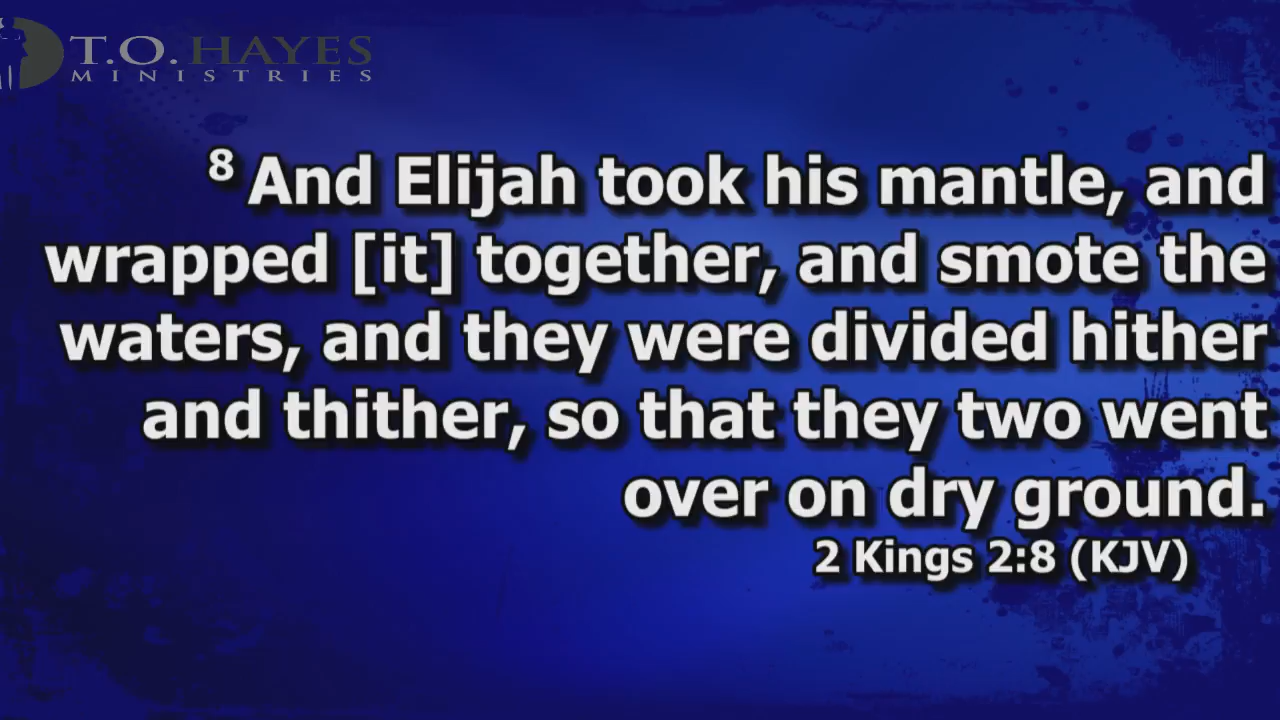 T.O. HAYES
MINISTRIES
8 And Elijah took his mantle, and
wrapped [it] together, and smote the
waters, and they were divided hither
and thither, so that they two went
over on dry ground.
2 Kings 2:8 (KJV)